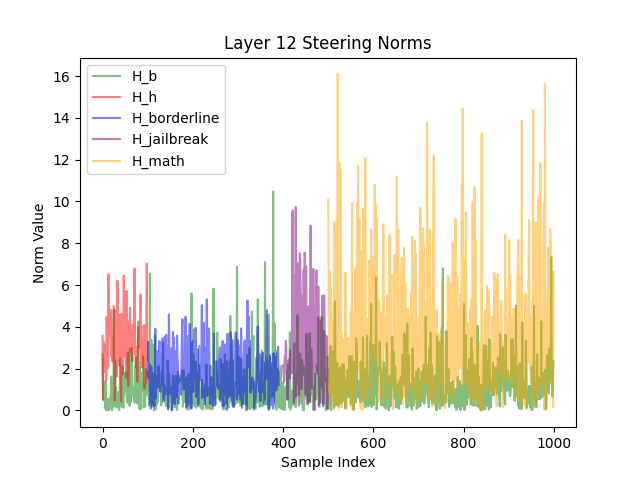 Layer 12 Steering Norms
H_b
H_h
H_borderline
H_jailbreak
H_math
Norm Value
16
14
12
10
8
6
4
2
0
0 200 400 600 800 1000
Sample Index